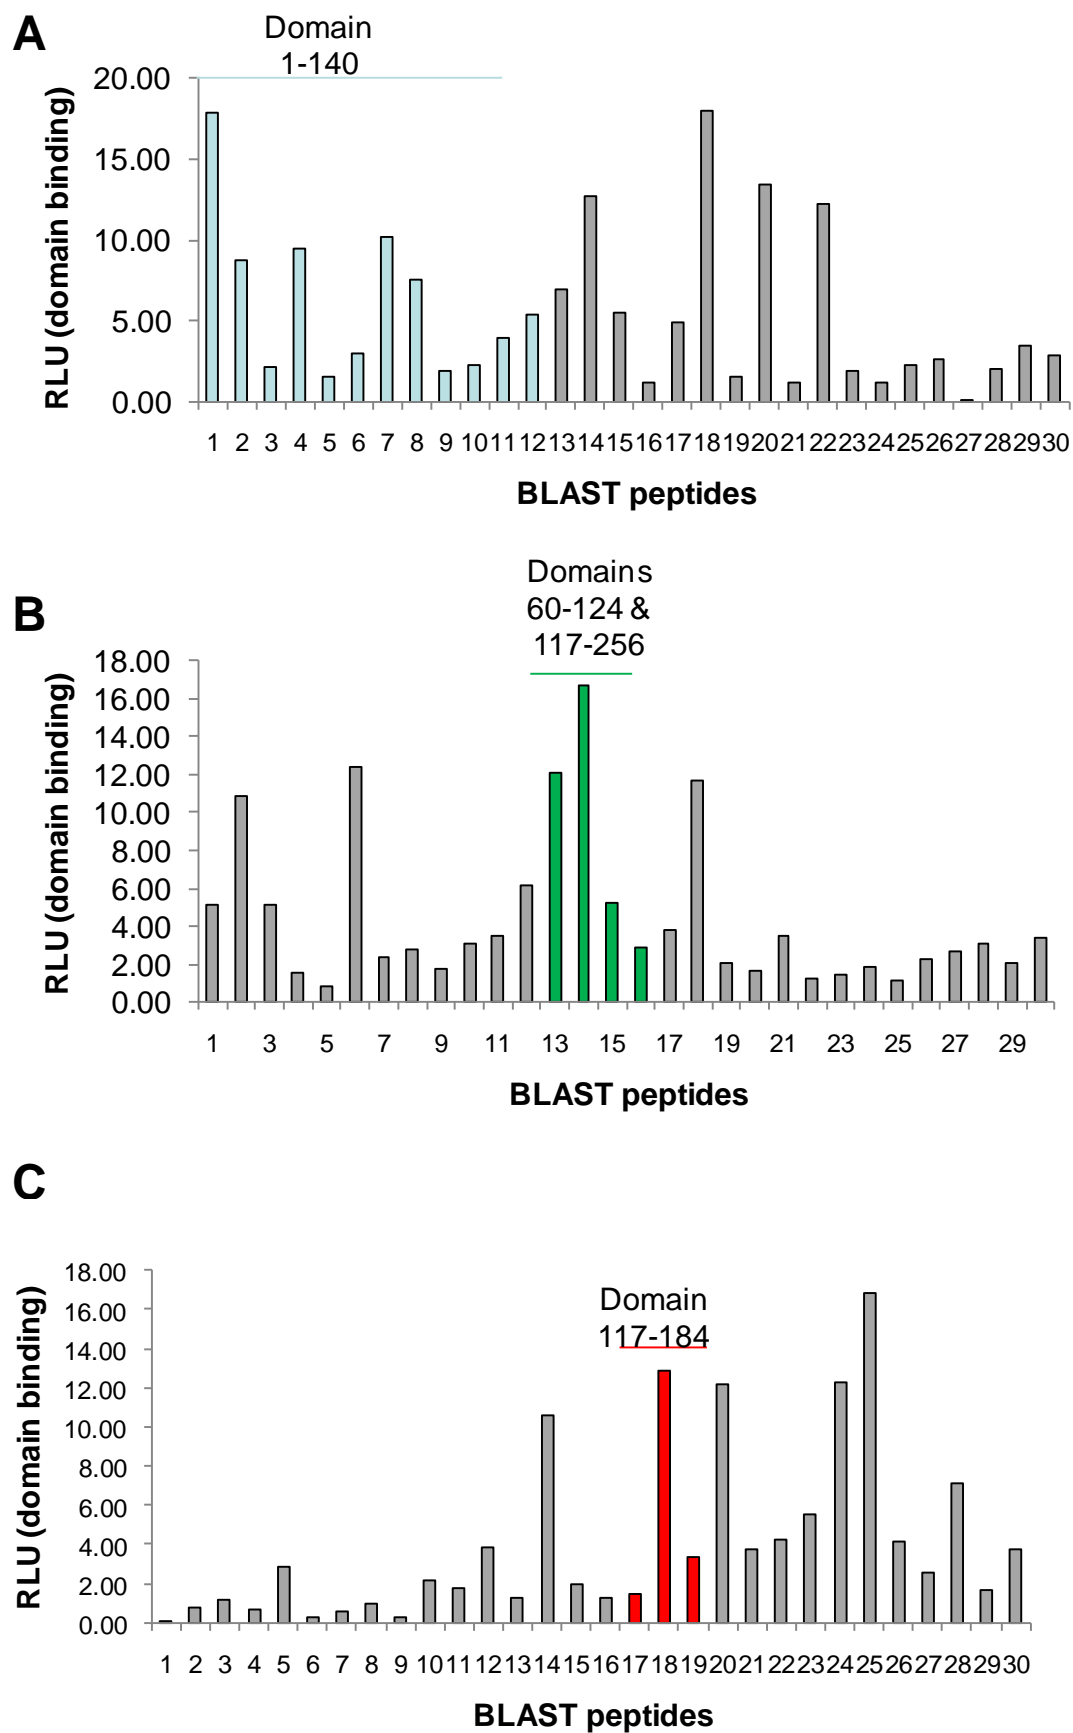 A
Domain
1-140
20.00
15.00
10.00
5.00
0.00
RLU (domain binding)
1 2 3 4 5 6 7 8 9 10 11 12 13 14 15 16 17 18 19 20 21 22 23 24 25 26 27 28 29 30
BLAST peptides
B
Domains
60-124 &
117-256
18.00
16.00
14.00
12.00
10.00
8.00
6.00
4.00
2.00
0.00
RLU (domain binding)
1 3 5 7 9 11 13 15 17 19 21 23 25 27 29
BLAST peptides
C
Domain
117-184
18.00
16.00
14.00
12.00
10.00
8.00
6.00
4.00
2.00
0.00
RLU (domain binding)
1 2 3 4 5 6 7 8 9 10 11 12 13 14 15 16 17 18 19 20 21 22 23 24 25 26 27 28 29 30
BLAST peptides